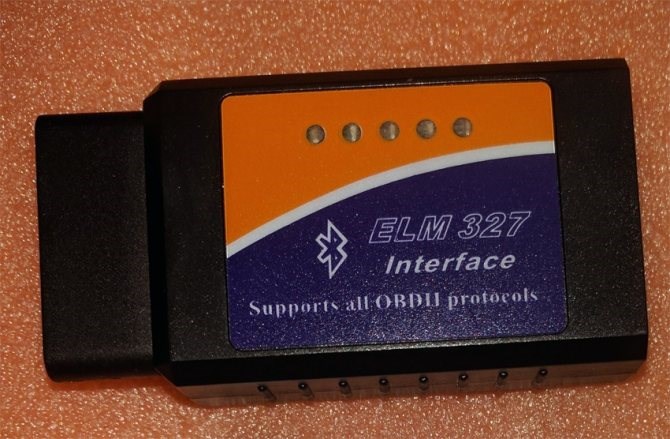 ELM 327
Interface
Supports all OBDII protocols